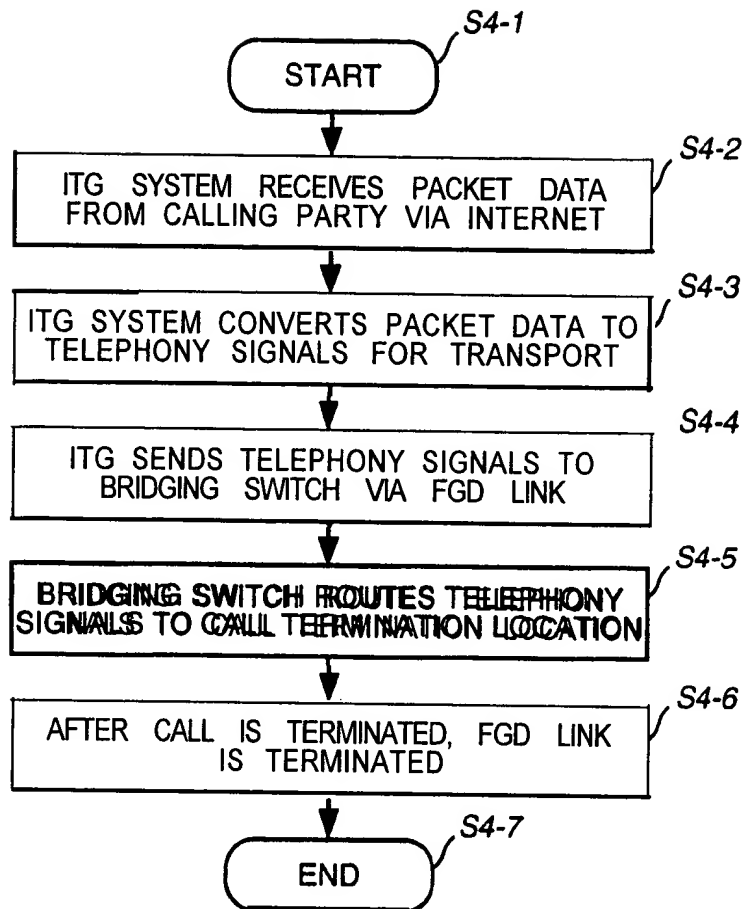 S4-1
START
S4-2
ITG SYSTEM RECEIVES PACKET DATA
FROM CALLING PARTY VIA INTERNET
S4-3
ITG SYSTEM CONVERTS PACKET DATA TO
TELEPHONY SIGNALS FOR TRANSPORT
S4-4
ITG SENDS TELEPHONY SIGNALS TO
BRIDGING SWITCH VIA FGD LINK
S4-5
BRIDGING SWITCH ROUTES TELEPHONY
SIGNALS TO CALL TERMINATION LOCATION
S4-6
AFTER CALL IS TERMINATED, FGD LINK
IS TERMINATED
S4-7
END